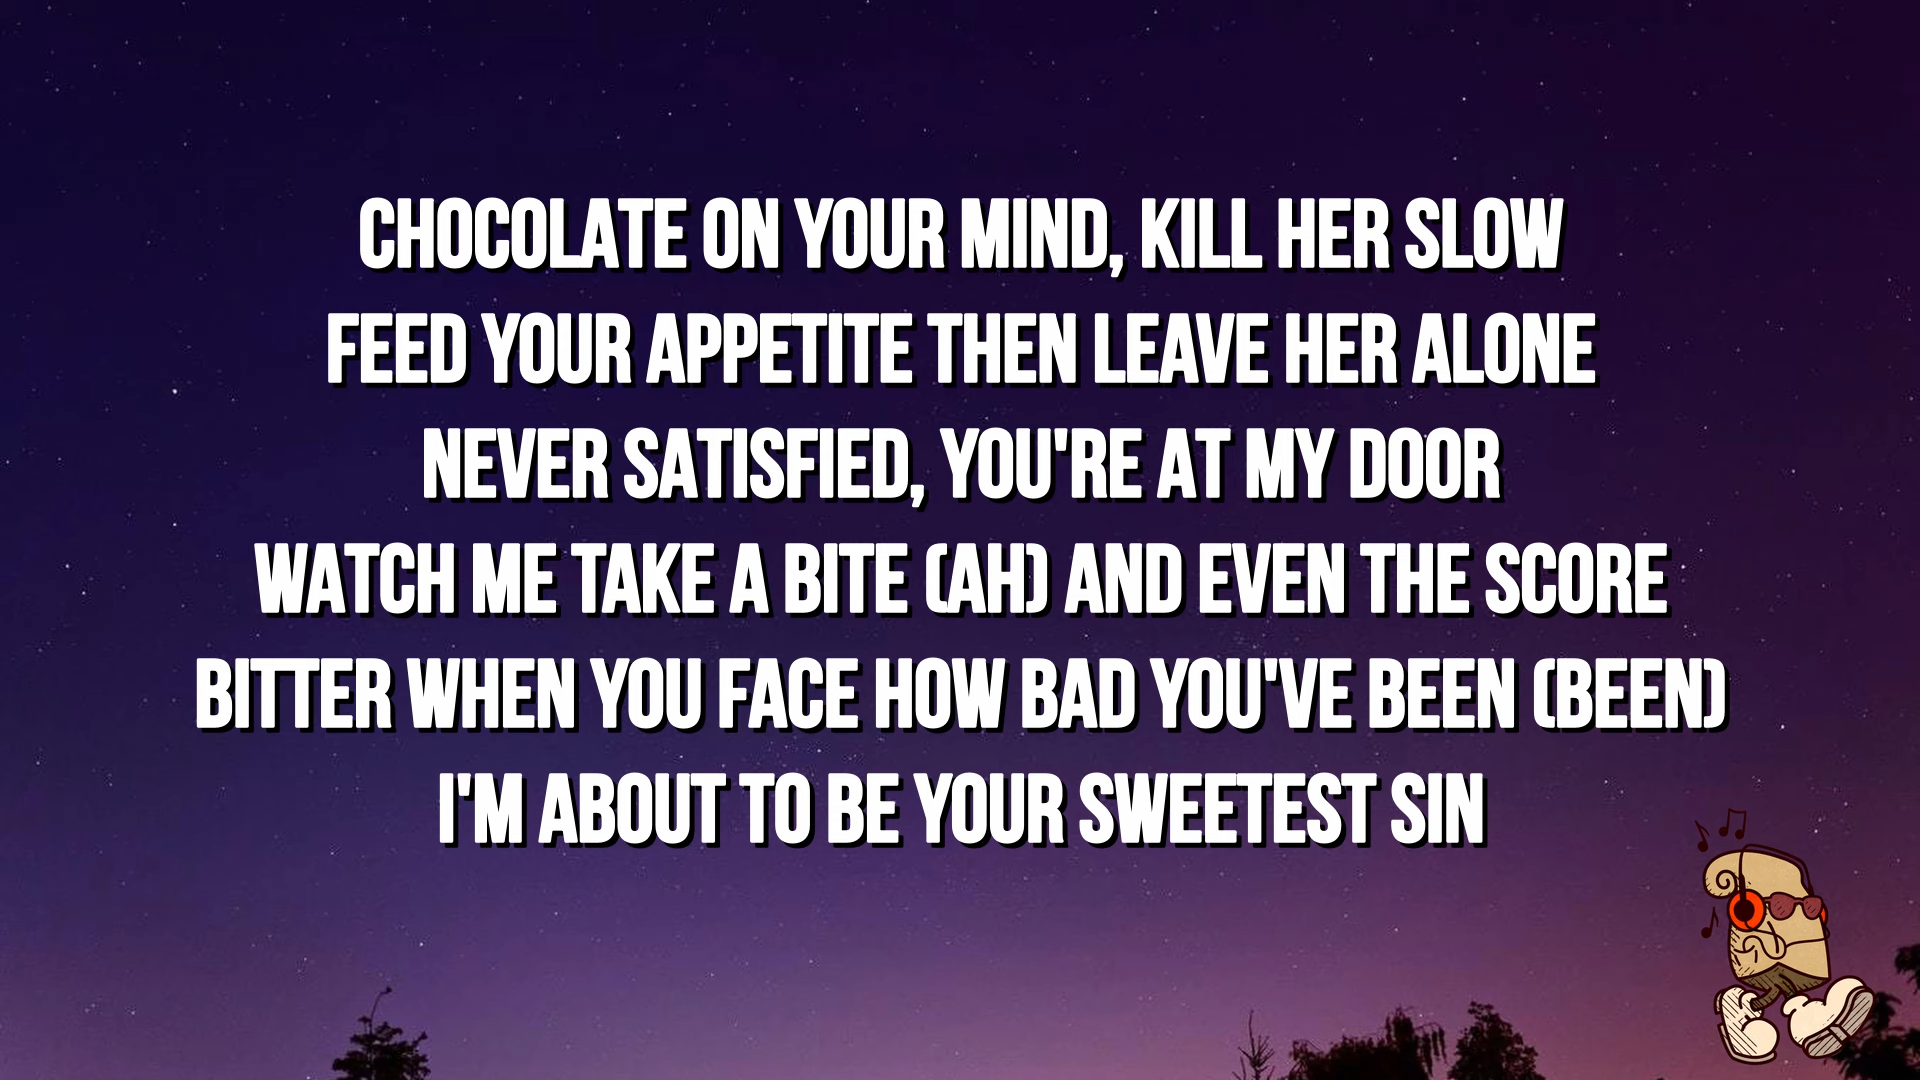 CHOCOLATE ON YOUR MIND, KILL HER SLOW
FEED YOUR APPETITE THEN LEAVE HER ALONE
NEVER SATISFIED, YOU'RE AT MY DOOR
WATCH ME TAKE A BITE (AH) AND EVEN THE SCORE
BITTER WHEN YOU FACE HOW BAD YOU'VE BEEN (BEEN)
I'M ABOUT TO BE YOUR SWEETEST SIN